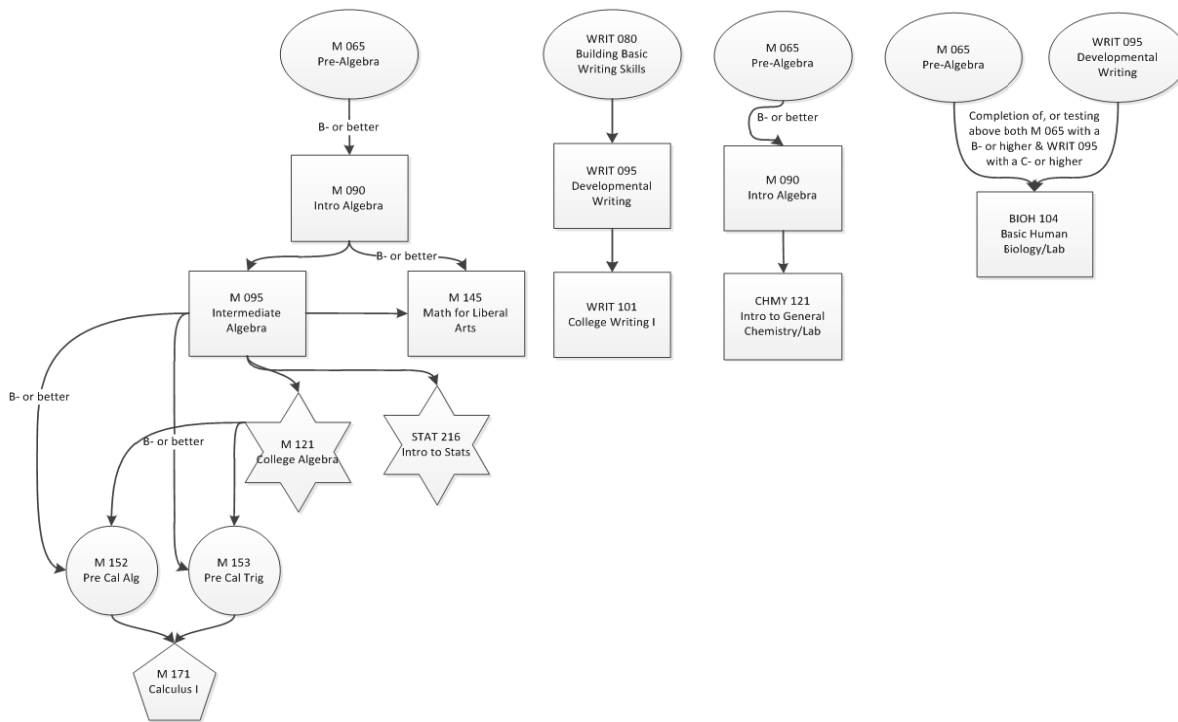 M 065
Pre-Algebra
WRIT 080
Building Basic
Writing Skills
M 065
Pre-Algebra
M 065
Pre-Algebra
WRIT 095
Developmental
Writing
B- or better
B- or better
Completion of, or testing
above both M 065 with a
B- or higher & WRIT 095
with a C- or higher
M 090
Intro Algebra
WRIT 095
Developmental
Writing
M 090
Intro Algebra
BIOH 104
Basic Human
Biology/Lab
B- or better
M 095
Intermediate
Algebra
M 145
Math for Liberal
Arts
WRIT 101
College Writing I
CHMY 121
Intro to General
Chemistry/Lab
B- or better
B- or better
M 121
College Algebra
STAT 216
Intro to Stats
M 152
Pre Cal Alg
M 153
Pre Cal Trig
M 171
Calculus I